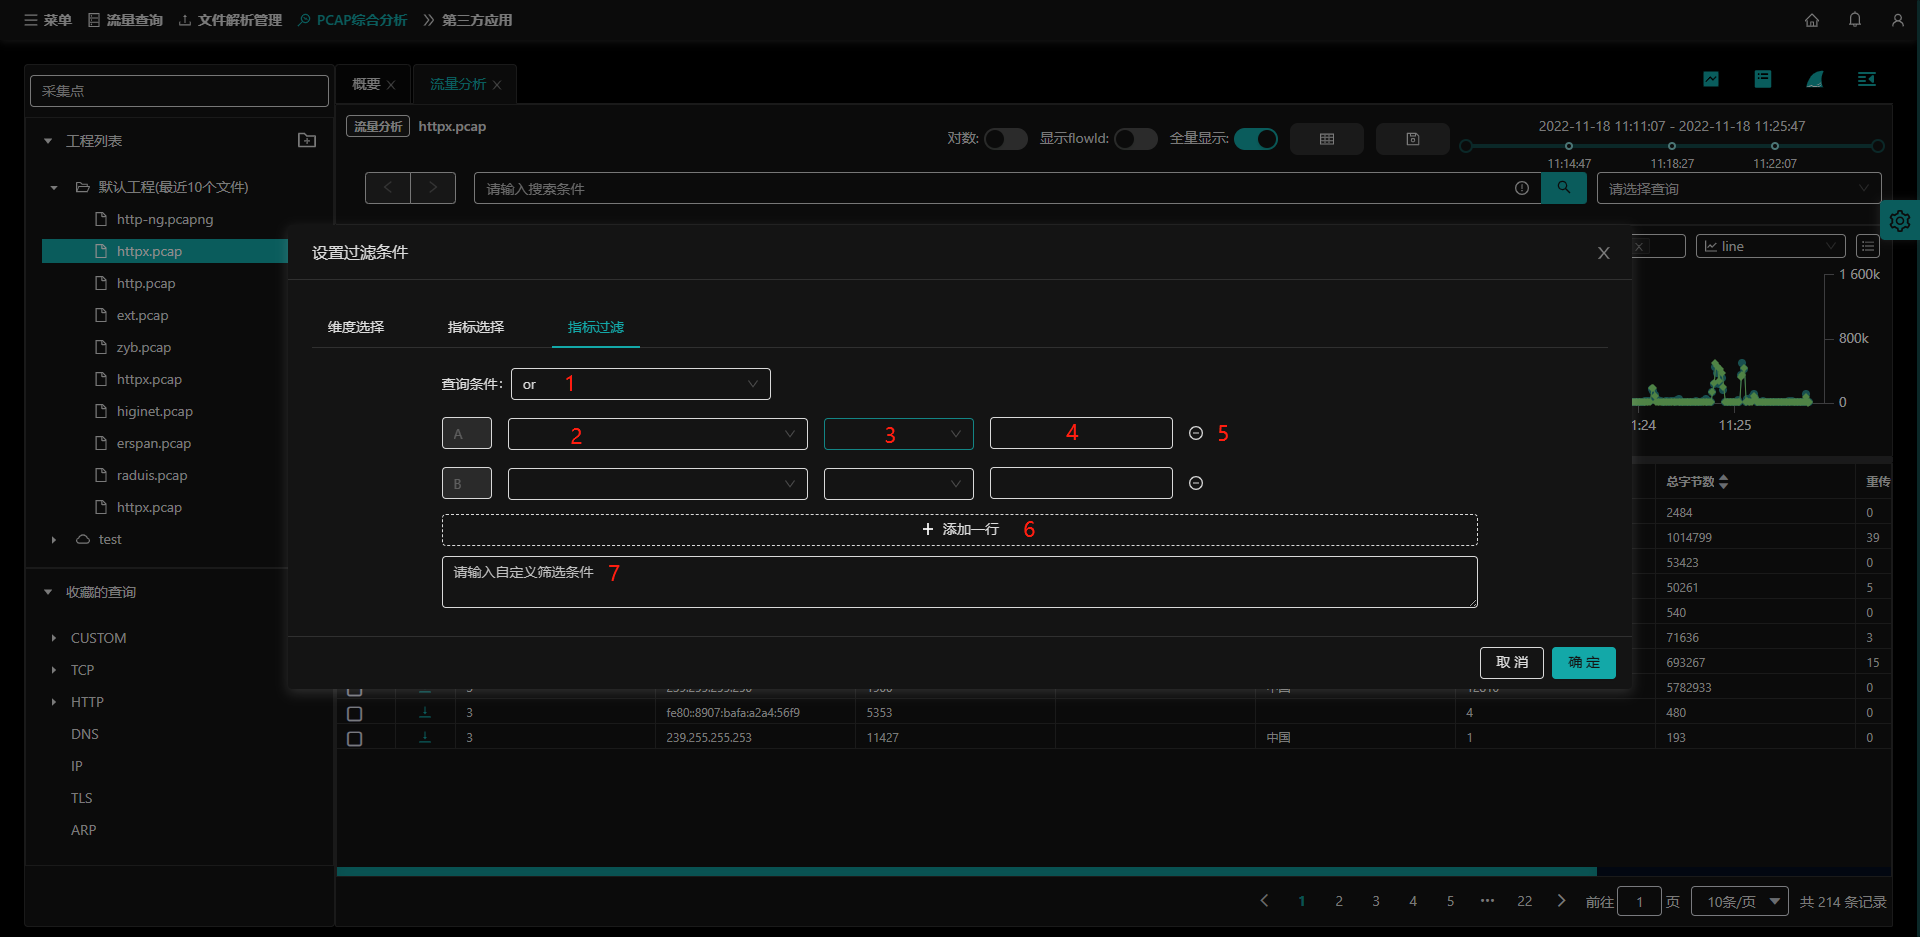 菜单 流量查询 文件解析管理 PCAP综合分析 第三方应用
采集点
概要 流量分析
工程列表
流量分析 httpx.pcap
对数: 显示flowId: 全量显示:
2022-11-18 11:11:07 - 2022-11-18 11:25:47
11:14:47 11:18:27 11:22:07
默认工程(最近10个文件)
请输入搜索条件 请选择查询
http-ng.pcapng
httpx.pcap
http.pcap
ext.pcap
zyb.pcap
httpx.pcap
higinet.pcap
erspan.pcap
raduis.pcap
httpx.pcap
test
收藏的查询
CUSTOM
TCP
HTTP
DNS
IP
TLS
ARP
设置过滤条件 X
X line
1 600k
800k
0
1:24 11:25
维度选择 指标选择 指标过滤
查询条件: or 1
A 2 3 4 5
B
+ 添加一行 6
请输入自定义筛选条件 7
取 消 确 定
总字节数 重传
2484 0
1014799 39
53423 0
50261 5
540 0
71636 3
693267 15
5782933 0
3 fe80::8907:bafa:a2a4:56f9 5353 4 480 0
3 239.255.255.253 11427 中国 1 193 0
1 2 3 4 5 ••• 22 前往 1 页 10条/页 共 214 条记录